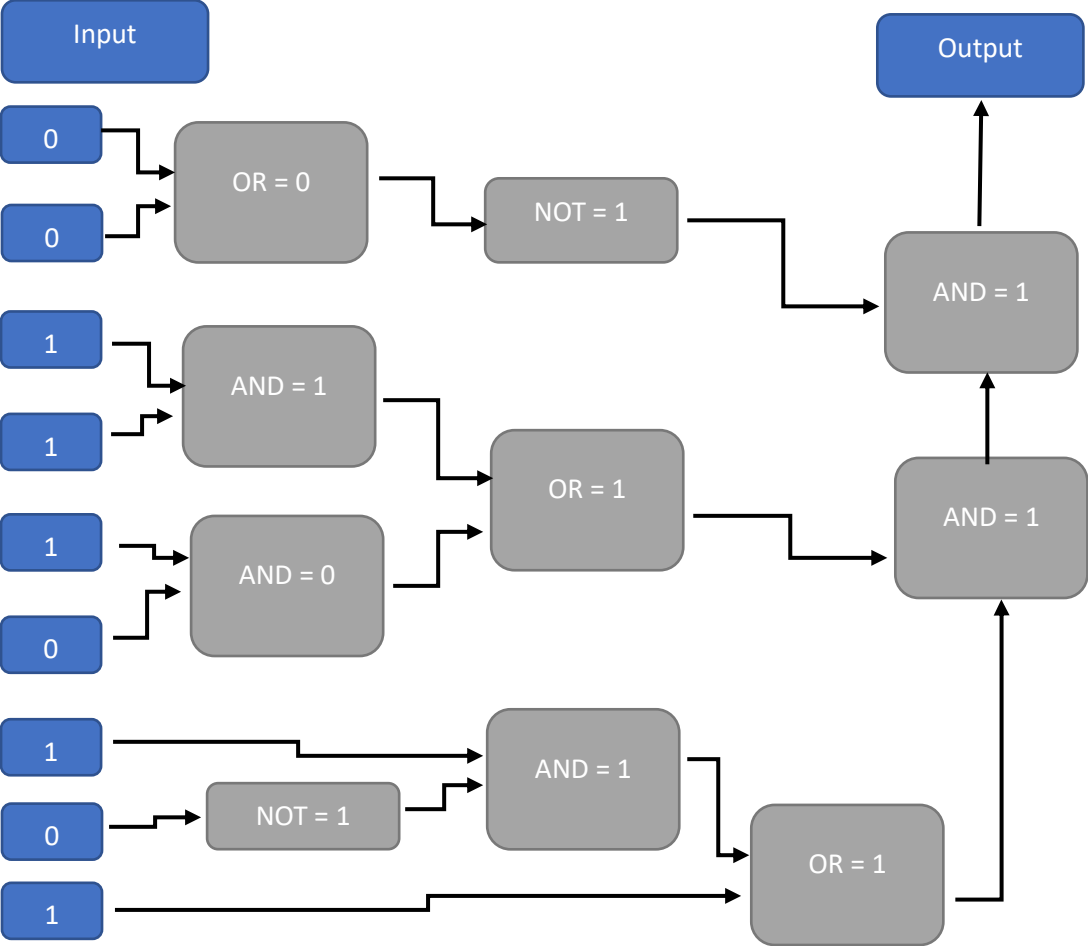 Input
Output
0
0
OR = 0
NOT = 1
AND = 1
1
1
AND = 1
OR = 1
AND = 1
1
0
AND = 0
1
0
1
NOT = 1
AND = 1
OR = 1